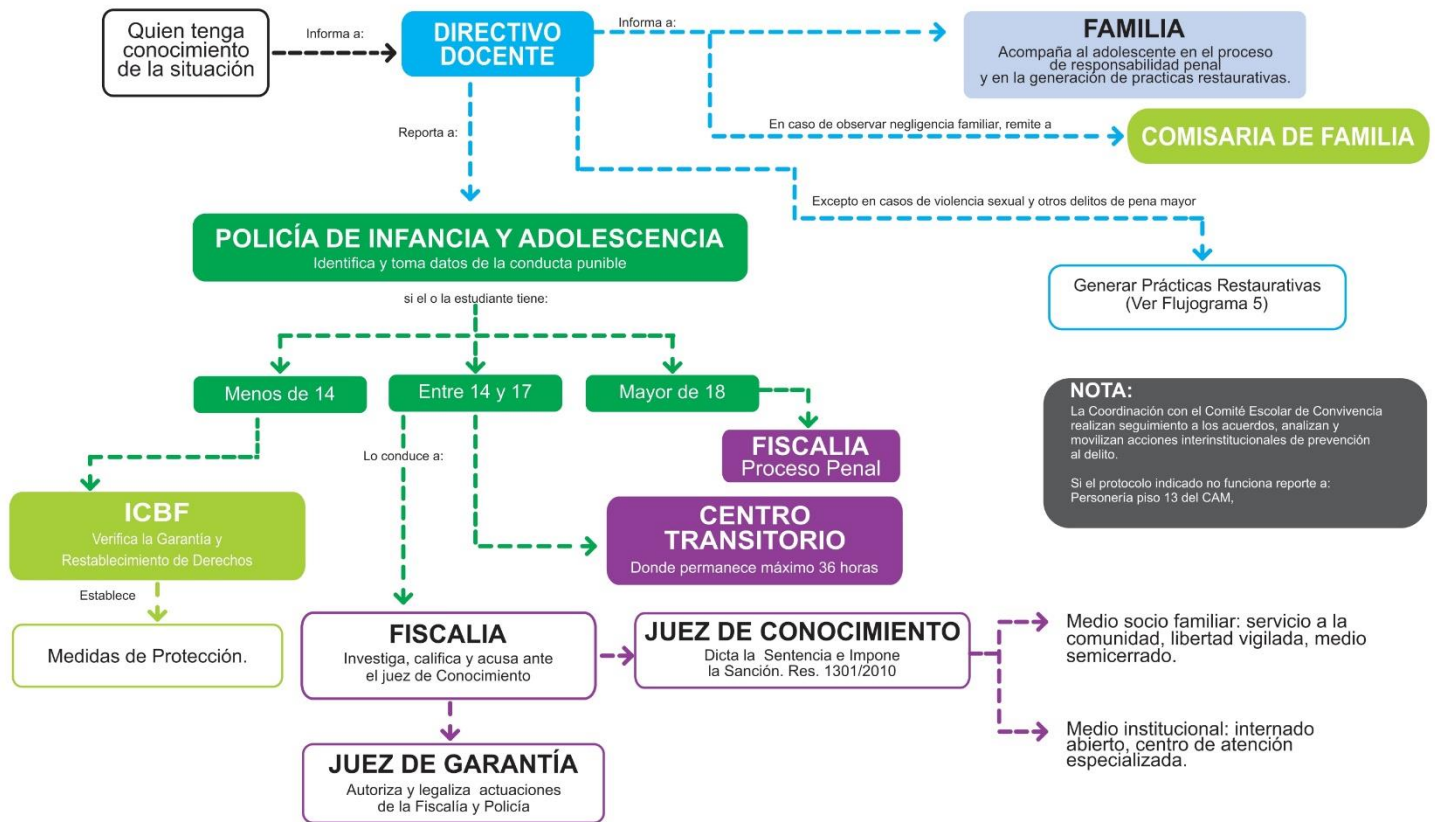 Quien tenga
conocimiento
de la situación
Informa a:
DIRECTIVO
DOCENTE
Informa a:
FAMILIA
Acompaña al adolescente en el proceso
de responsabilidad penal
y en la generación de practicas restaurativas.
Reporta a:
En caso de observar negligencia familiar, remite a
COMISARIA DE FAMILIA
Excepto en casos de violencia sexual y otros delitos de pena mayor
POLICÍA DE INFANCIA Y ADOLESCENCIA
Identifica y toma datos de la conducta punible
Generar Prácticas Restaurativas
(Ver Flujograma 5)
si el o la estudiante tiene:
Menos de 14
Entre 14 y 17
Mayor de 18
NOTA:
La Coordinación con el Comité Escolar de Convivencia
realizan seguimiento a los acuerdos, analizan y
movilizan acciones interinstitucionales de prevención
al delito.
Si el protocolo indicado no funciona reporte a:
Personería piso 13 del CAM,
FISCALIA
Proceso Penal
Lo conduce a:
ICBF
Verifica la Garantía y
Restablecimiento de Derechos
CENTRO
TRANSITORIO
Donde permanece máximo 36 horas
Establece
Medidas de Protección.
FISCALIA
Investiga, califica y acusa ante
el juez de Conocimiento
JUEZ DE CONOCIMIENTO
Dicta la Sentencia e Impone
la Sanción. Res. 1301/2010
Medio socio familiar: servicio a la
comunidad, libertad vigilada, medio
semicerrado.
Medio institucional: internado
abierto, centro de atención
especializada.
JUEZ DE GARANTÍA
Autoriza y legaliza actuaciones
de la Fiscalía y Policía